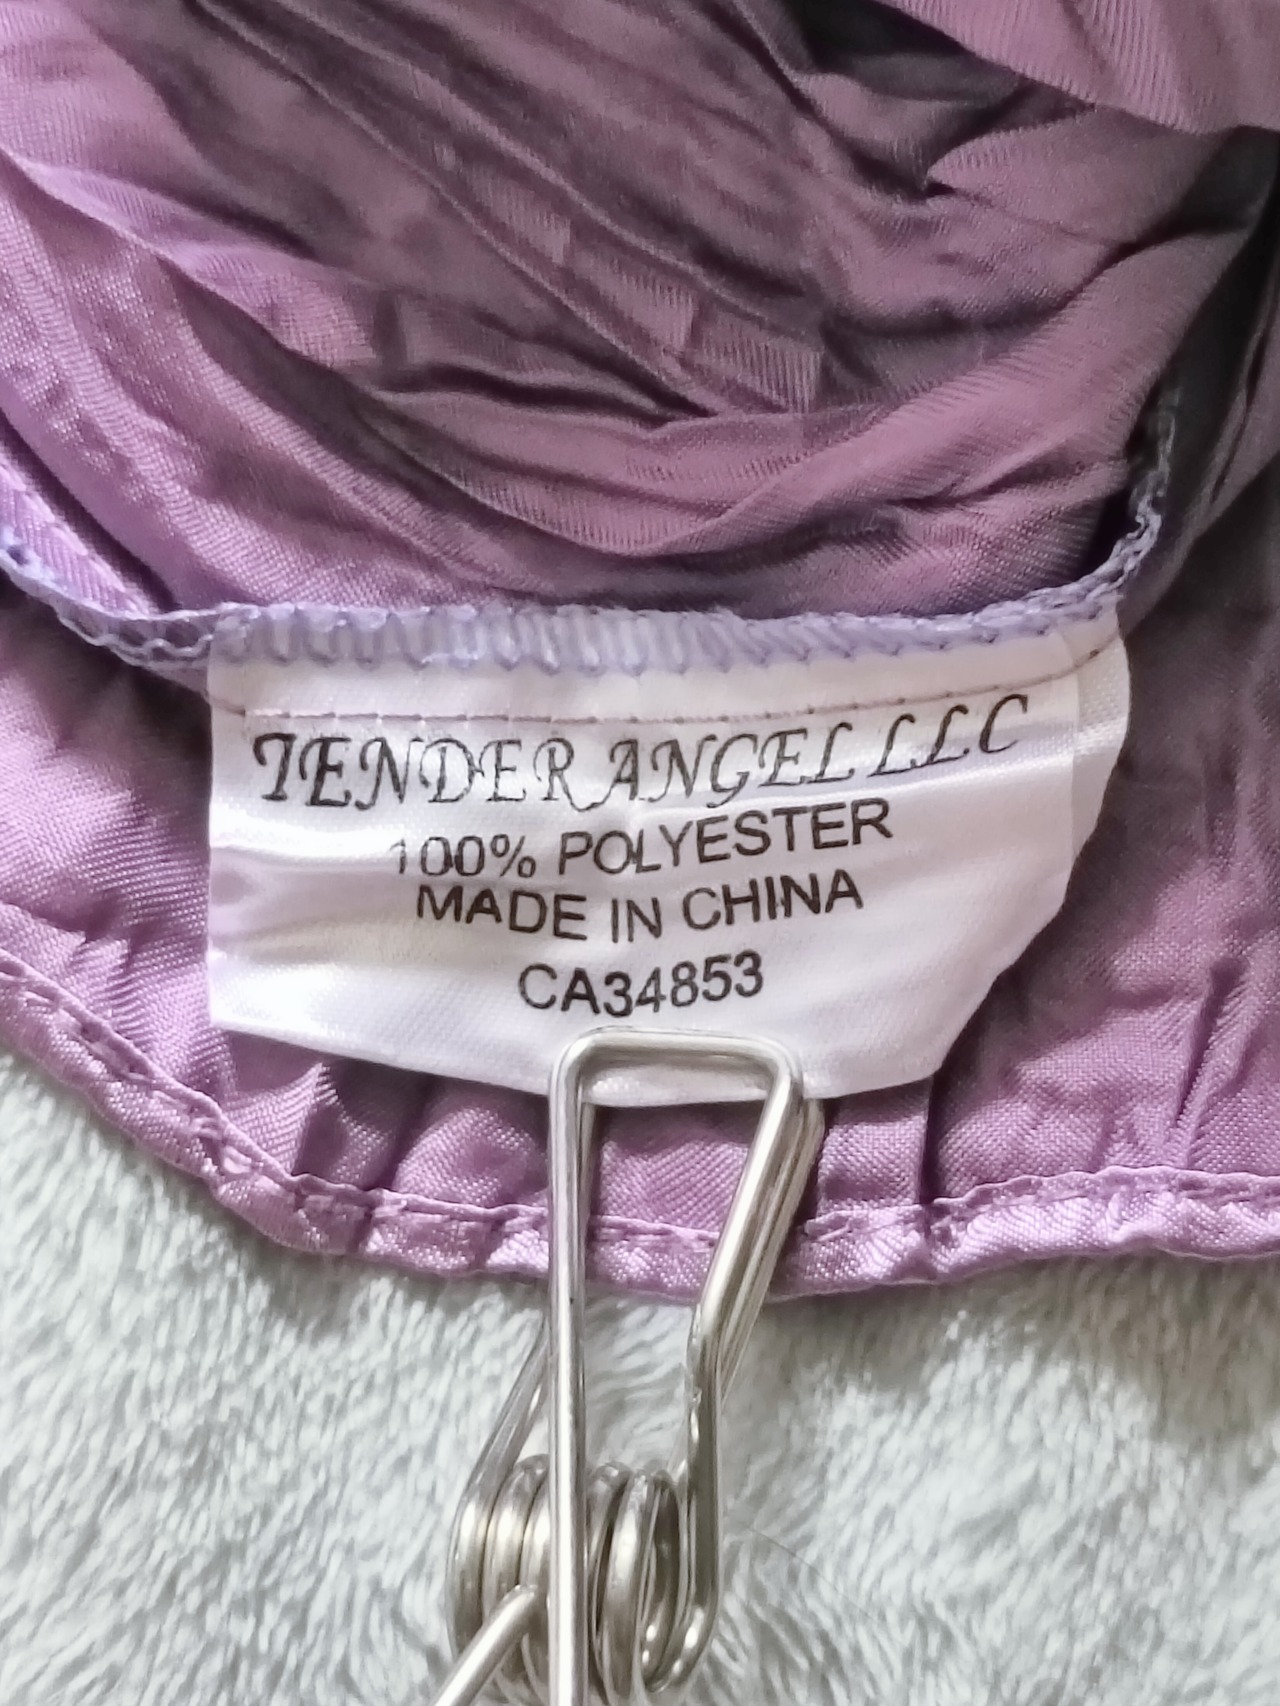 TENDER ANGEL LLC
100% POLYESTER
MADE IN CHINA
CA34853